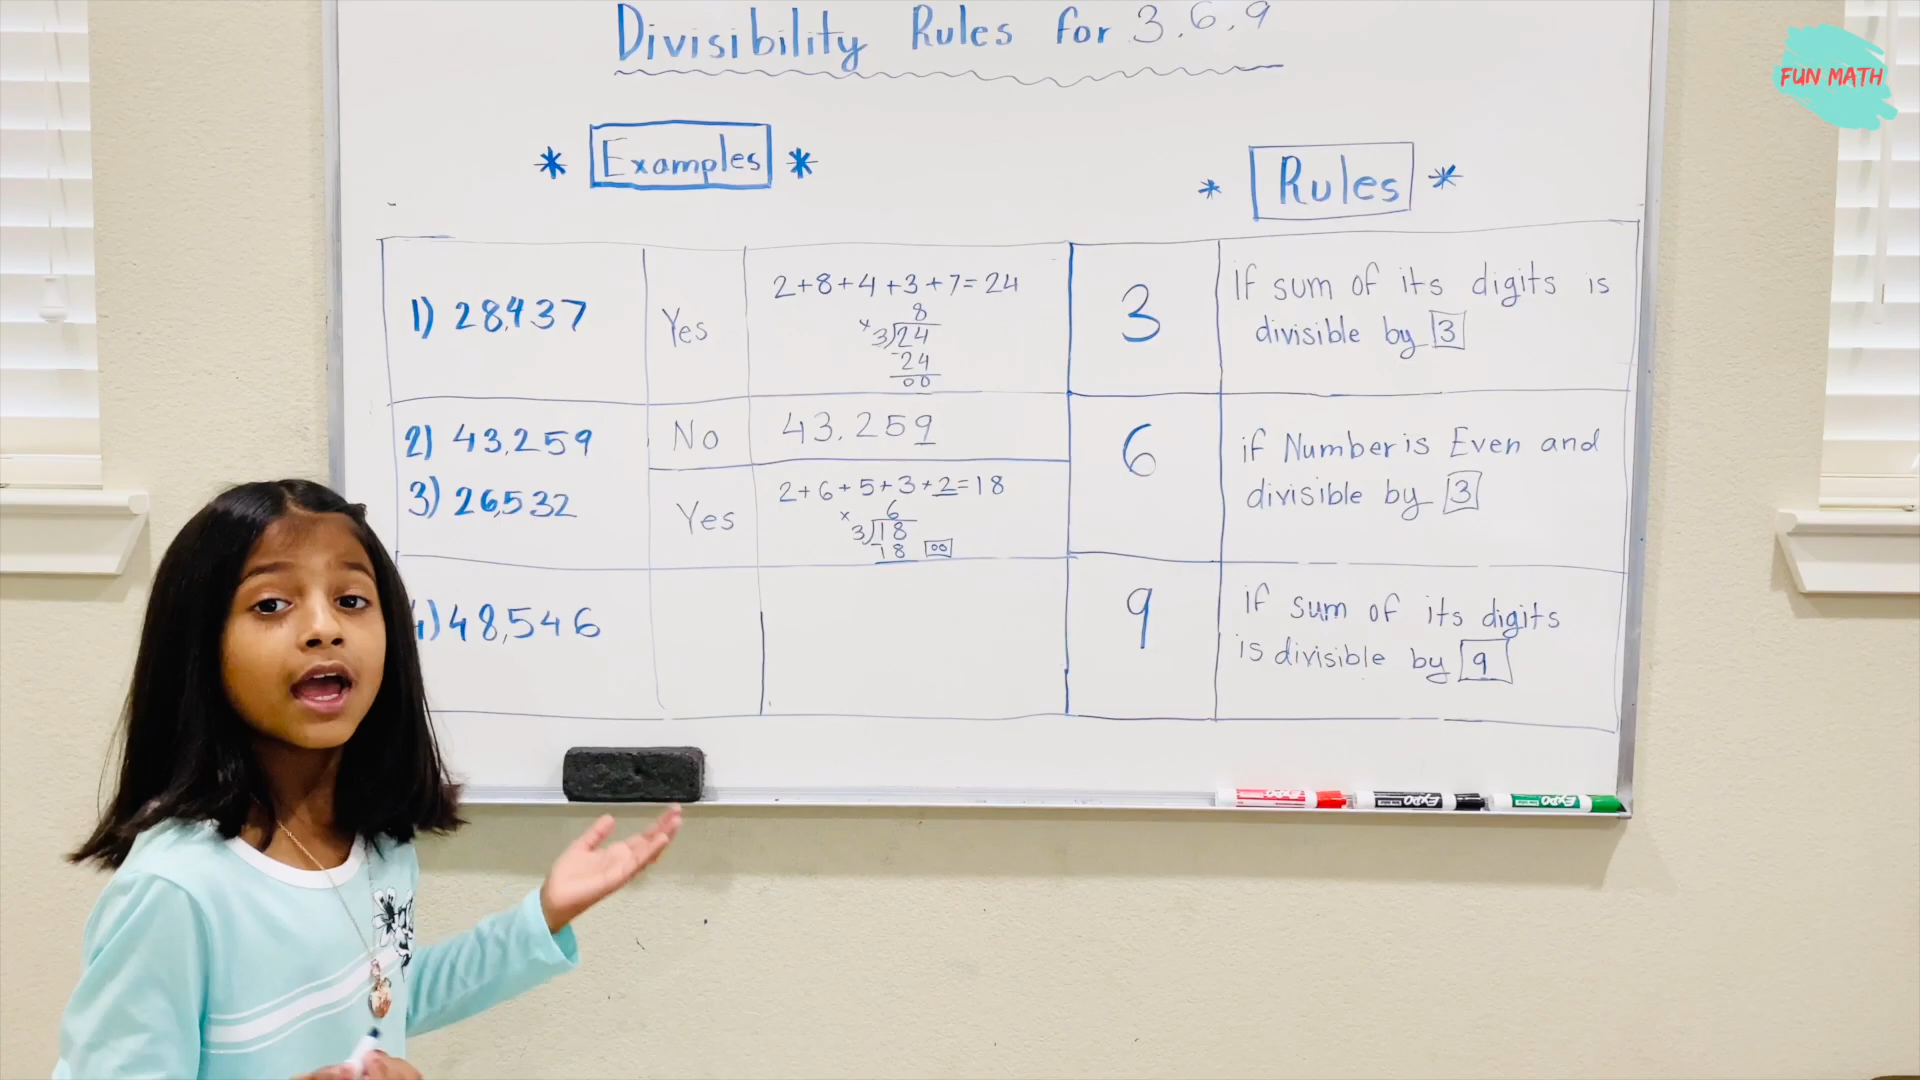 Divisibility Rules for 3.6.9
FUN MATH
* Examples *
* Rules *
1) 28,437
Yes
2+8+4+3+7=24
8
× 3)24
-24
00
3
If sum of its digits is
divisible by 3
2) 43,259
No
43,259
3) 26,532
Yes
2+6+5+3+2=18
6
× 3)18
18 00
6
if Number is Even and
divisible by 3
4) 48,546
9
If sum of its digits
is divisible by 9
EXPO
EXPO
EXPO